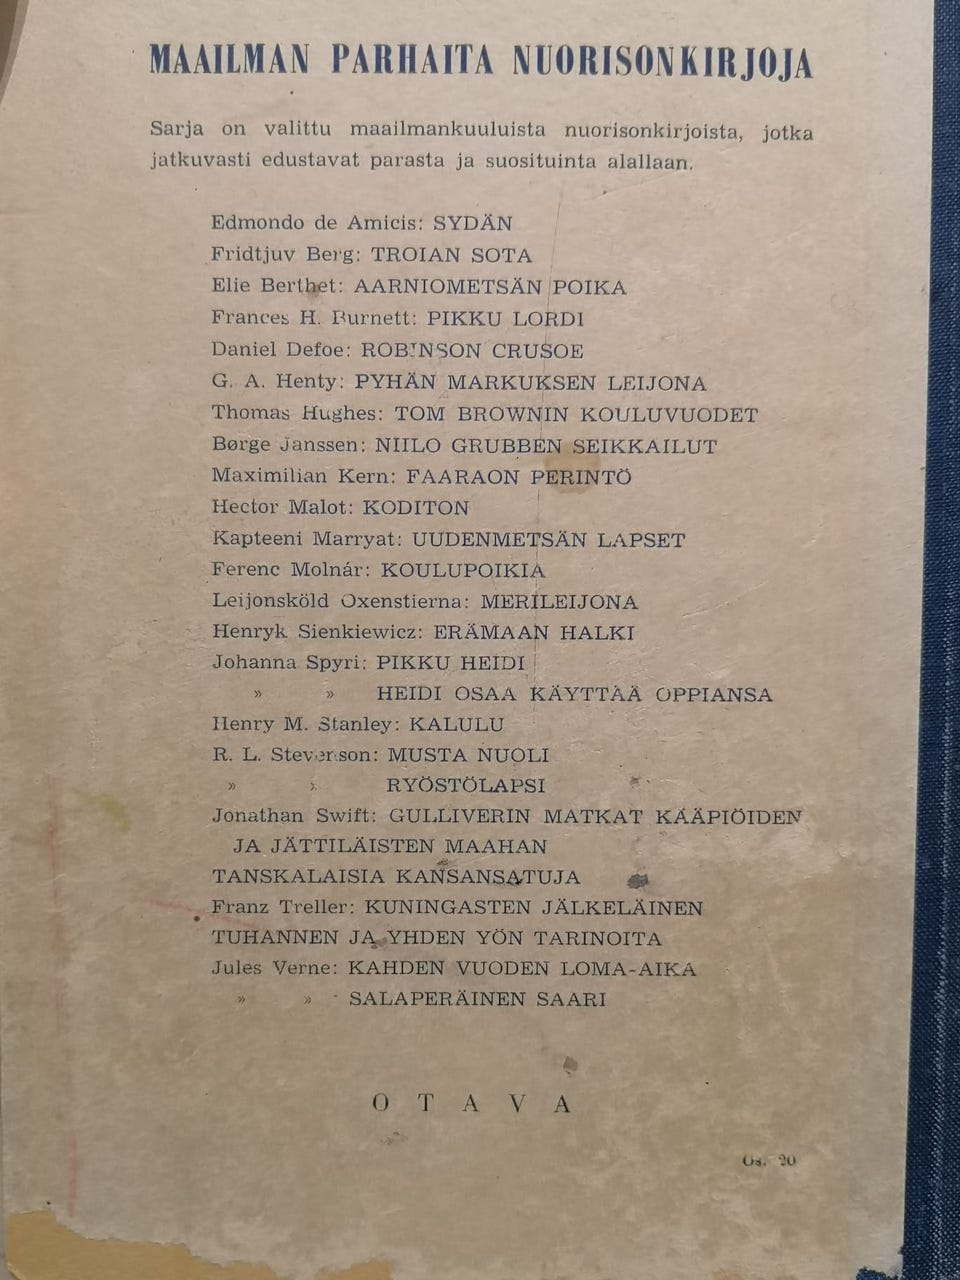 MAAILMAN PARHAITA NUORISONKIRJOJA
Sarja on valittu maailmankuuluista nuorisonkirjoista, jotka
jatkuvasti edustavat parasta ja suosituinta alallaan.
Edmondo de Amicis: SYDÄN
Fridtjuv Berg: TROIAN SOTA
Elie Berthet: AARNIOMETSÄN POIKA
Frances H. Burnett: PIKKU LORDI
Daniel Defoe: ROBINSON CRUSOE
G. A. Henty: PYHÄN MARKUKSEN LEIJONA
Thomas Hughes: TOM BROWNIN KOULUVUODET
Børge Janssen: NIILO GRUBBEN SEIKKAILUT
Maximilian Kern: FAARAON PERINTÖ
Hector Malot: KODITON
Kapteeni Marryat: UUDENMETSÄN LAPSET
Ferenc Molnár: KOULUPOIKIA
Leijonsköld Oxenstierna: MERILEIJONA
Henryk Sienkiewicz: ERÄMAAN HALKI
Johanna Spyri: PIKKU HEIDI
» » HEIDI OSAA KÄYTTÄÄ OPPIANSA
Henry M. Stanley: KALULU
R. L. Stevenson: MUSTA NUOLI
» » RYÖSTÖLAPSI
Jonathan Swift: GULLIVERIN MATKAT KÄÄPIÖIDEN
JA JÄTTILÄISTEN MAAHAN
TANSKALAISIA KANSANSATUJA
Franz Treller: KUNINGASTEN JÄLKELÄINEN
TUHANNEN JA YHDEN YÖN TARINOITA
Jules Verne: KAHDEN VUODEN LOMA-AIKA
» » SALAPERÄINEN SAARI
OTAVA
Os. 20